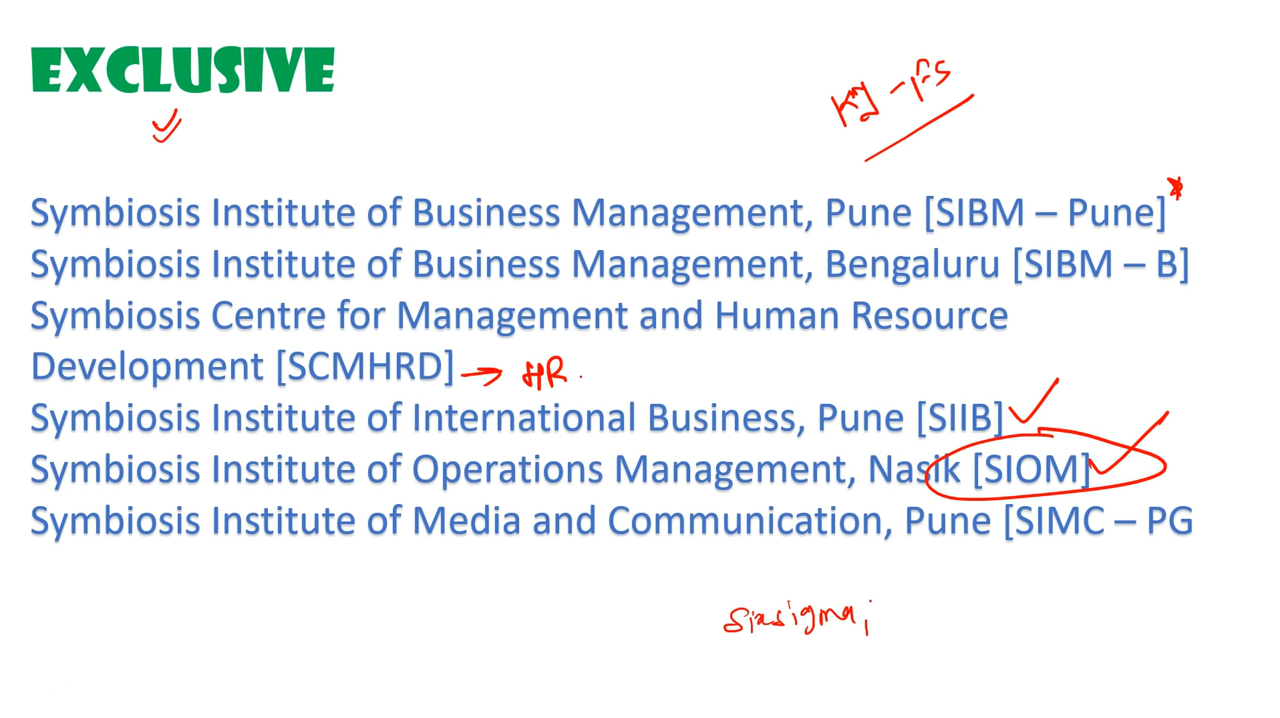 EXCLUSIVE
Symbiosis Institute of Business Management, Pune [SIBM – Pune]*
Symbiosis Institute of Business Management, Bengaluru [SIBM – B]
Symbiosis Centre for Management and Human Resource
Development [SCMHRD] → HR
Symbiosis Institute of International Business, Pune [SIIB]
Symbiosis Institute of Operations Management, Nasik [SIOM]
Symbiosis Institute of Media and Communication, Pune [SIMC – PG
Sixsigma,